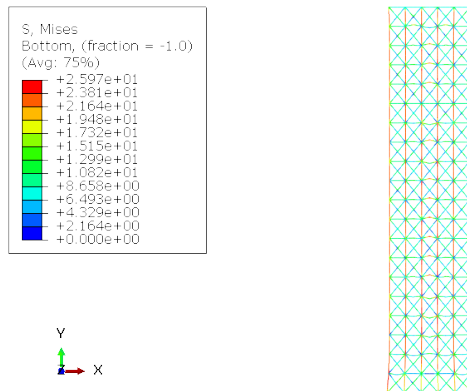 S, Mises
Bottom, (fraction = -1.0)
(Avg: 75%)
+2.597e+01
+2.381e+01
+2.164e+01
+1.948e+01
+1.732e+01
+1.515e+01
+1.299e+01
+1.082e+01
+8.658e+00
+6.493e+00
+4.329e+00
+2.164e+00
+0.000e+00
Y
X